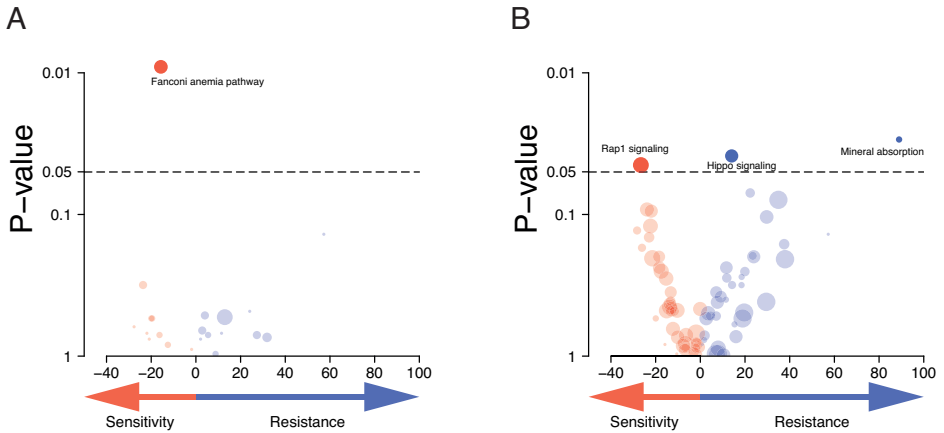 A
B
P−value
0.01
0.05
0.1
1
Fanconi anemia pathway
−40 −20 0 20 40 60 80 100
Sensitivity
Resistance
P−value
0.01
0.05
0.1
1
Rap1 signaling
Hippo signaling
Mineral absorption
−40 −20 0 20 40 60 80 100
Sensitivity
Resistance